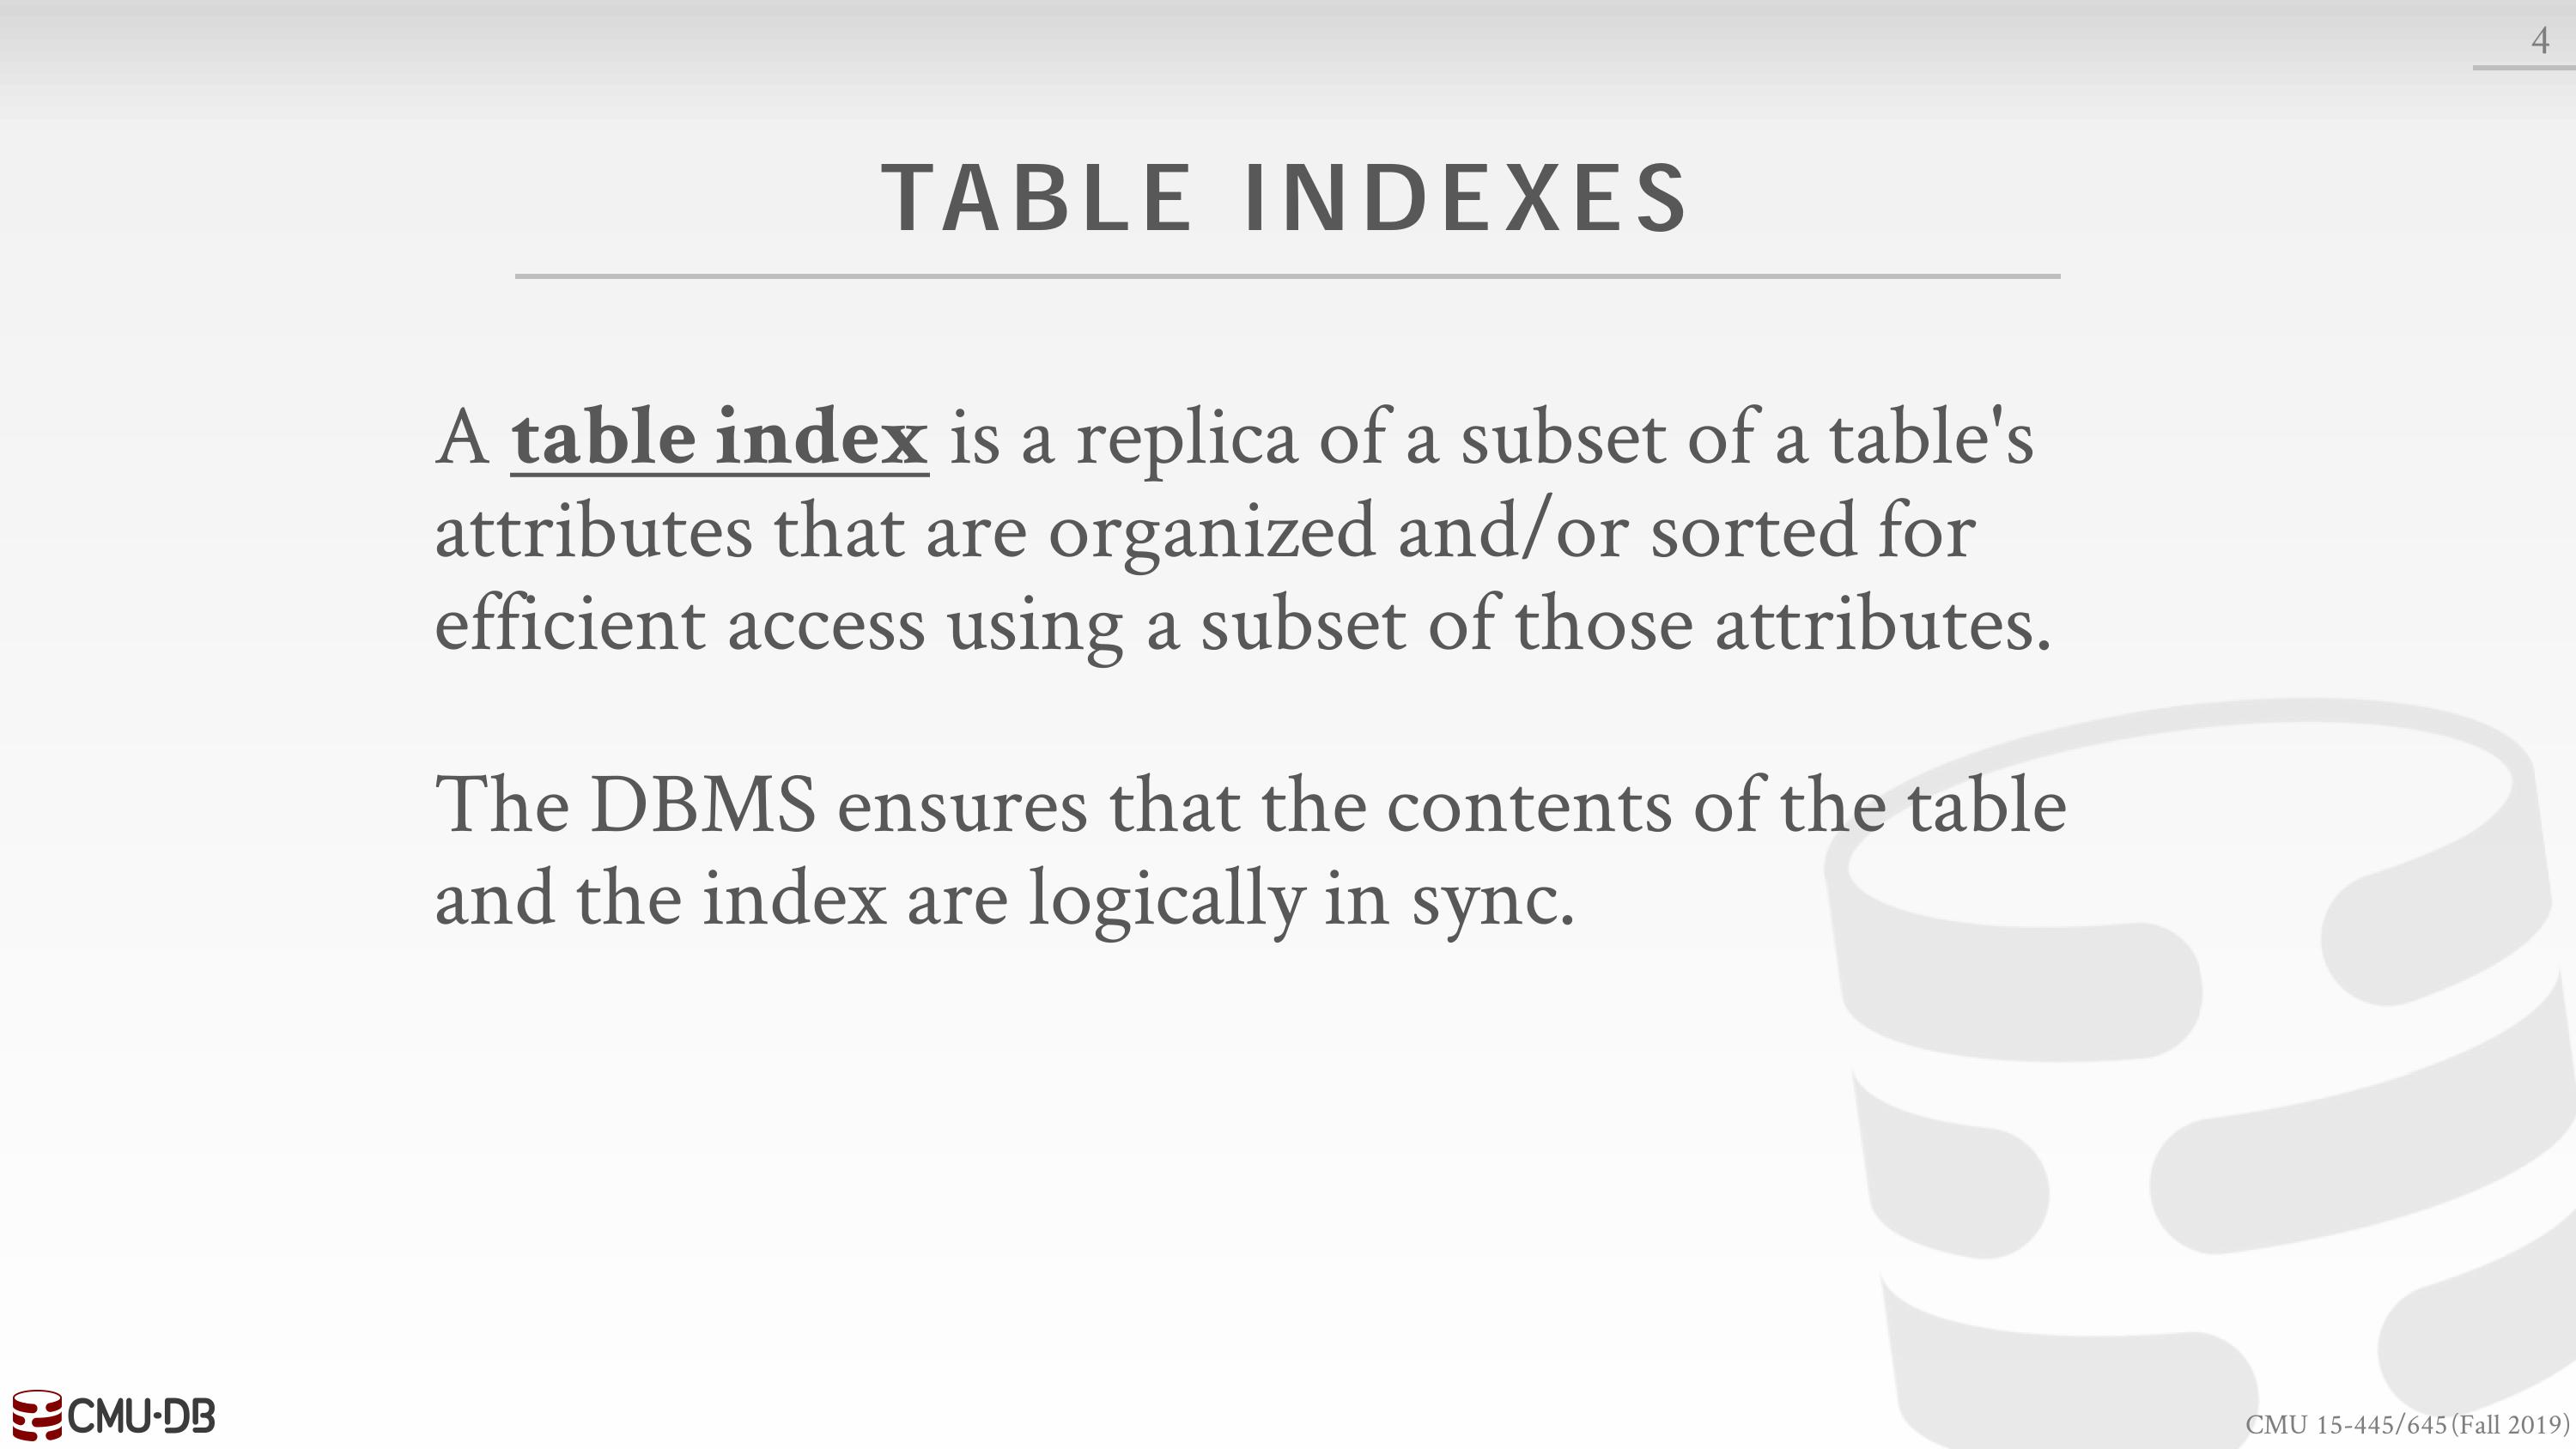 4
TABLE INDEXES
A table index is a replica of a subset of a table's
attributes that are organized and/or sorted for
efficient access using a subset of those attributes.
The DBMS ensures that the contents of the table
and the index are logically in sync.
CMU·DB
CMU 15-445/645 (Fall 2019)